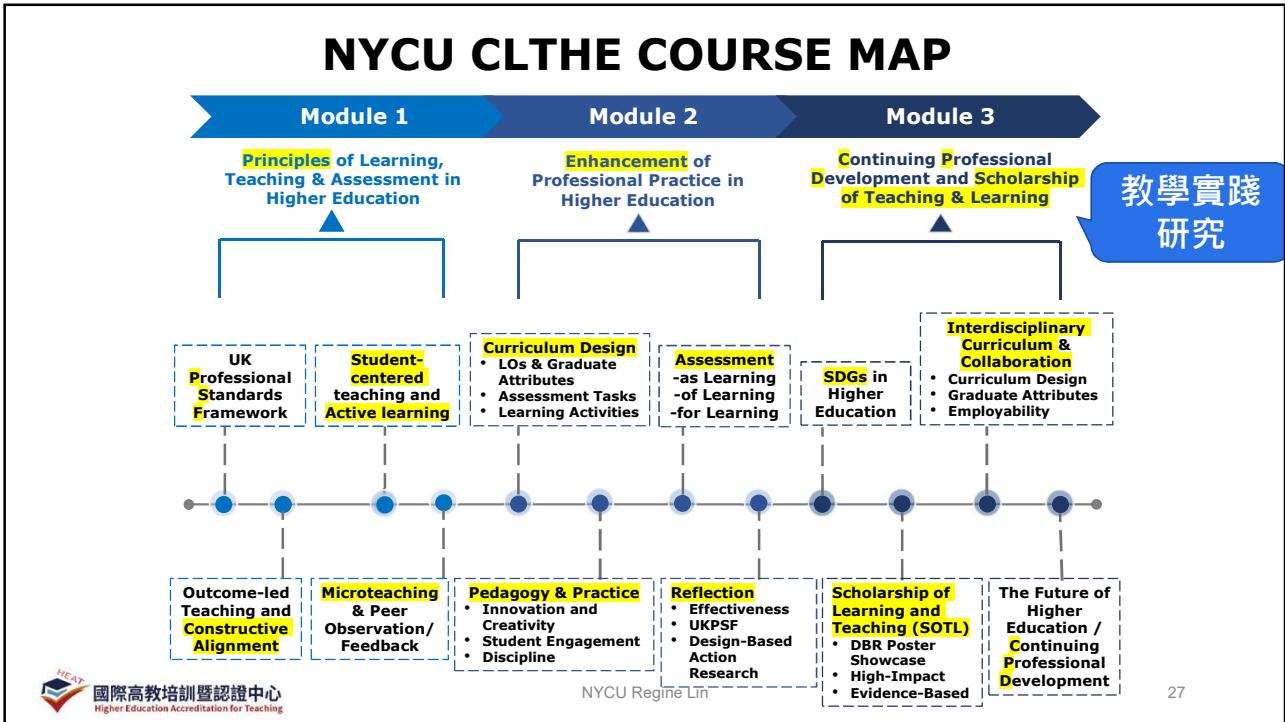 NYCU CLTHE COURSE MAP
Module 1
Module 2
Module 3
Principles of Learning,
Teaching & Assessment in
Higher Education
Enhancement of
Professional Practice in
Higher Education
Continuing Professional
Development and Scholarship
of Teaching & Learning
教學實踐
研究
UK
Professional
Standards
Framework
Student-
centered
teaching and
Active learning
Curriculum Design
• LOs & Graduate
Attributes
• Assessment Tasks
• Learning Activities
Assessment
-as Learning
-of Learning
-for Learning
SDGs in
Higher
Education
Interdisciplinary
Curriculum &
Collaboration
• Curriculum Design
• Graduate Attributes
• Employability
Outcome-led
Teaching and
Constructive
Alignment
Microteaching
& Peer
Observation/
Feedback
Pedagogy & Practice
• Innovation and
Creativity
• Student Engagement
• Discipline
Reflection
• Effectiveness
• UKPSF
• Design-Based
Action
Research
Scholarship of
Learning and
Teaching (SOTL)
• DBR Poster
Showcase
• High-Impact
• Evidence-Based
The Future of
Higher
Education /
Continuing
Professional
Development
HEAT
國際高教培訓暨認證中心
Higher Education Accreditation for Teaching
NYCU Regine Lin
27